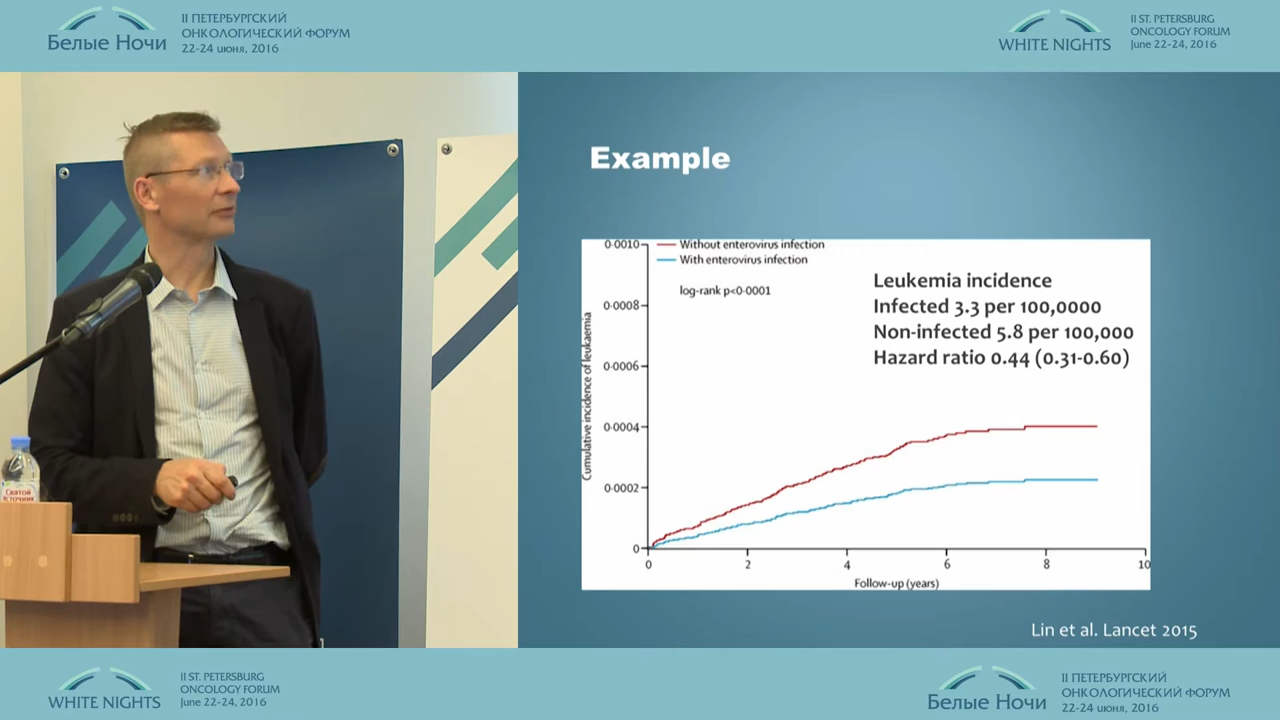 Белые Ночи
II ПЕТЕРБУРГСКИЙ
ОНКОЛОГИЧЕСКИЙ ФОРУМ
22-24 июня, 2016
WHITE NIGHTS
II ST. PETERSBURG
ONCOLOGY FORUM
June 22-24, 2016
Example
0·0010
0·0008
0·0006
0·0004
0·0002
0
Cumulative incidence of leukaemia
Without enterovirus infection
With enterovirus infection
log-rank p<0·0001
Leukemia incidence
Infected 3.3 per 100,0000
Non-infected 5.8 per 100,000
Hazard ratio 0.44 (0.31-0.60)
0 2 4 6 8 10
Follow-up (years)
Lin et al. Lancet 2015
Святой
Источник
WHITE NIGHTS
II ST. PETERSBURG
ONCOLOGY FORUM
June 22-24, 2016
Белые Ночи
II ПЕТЕРБУРГСКИЙ
ОНКОЛОГИЧЕСКИЙ ФОРУМ
22-24 июня, 2016